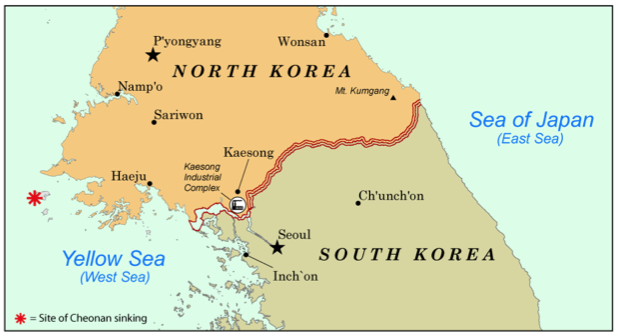 P'yongyang
Wonsan
NORTH KOREA
Mt. Kumgang
Namp'o
Sariwon
Sea of Japan
(East Sea)
Kaesong
Kaesong
Industrial
Complex
Haeju
Ch'unch'on
Seoul
Yellow Sea
(West Sea)
SOUTH KOREA
Inch`on
= Site of Cheonan sinking